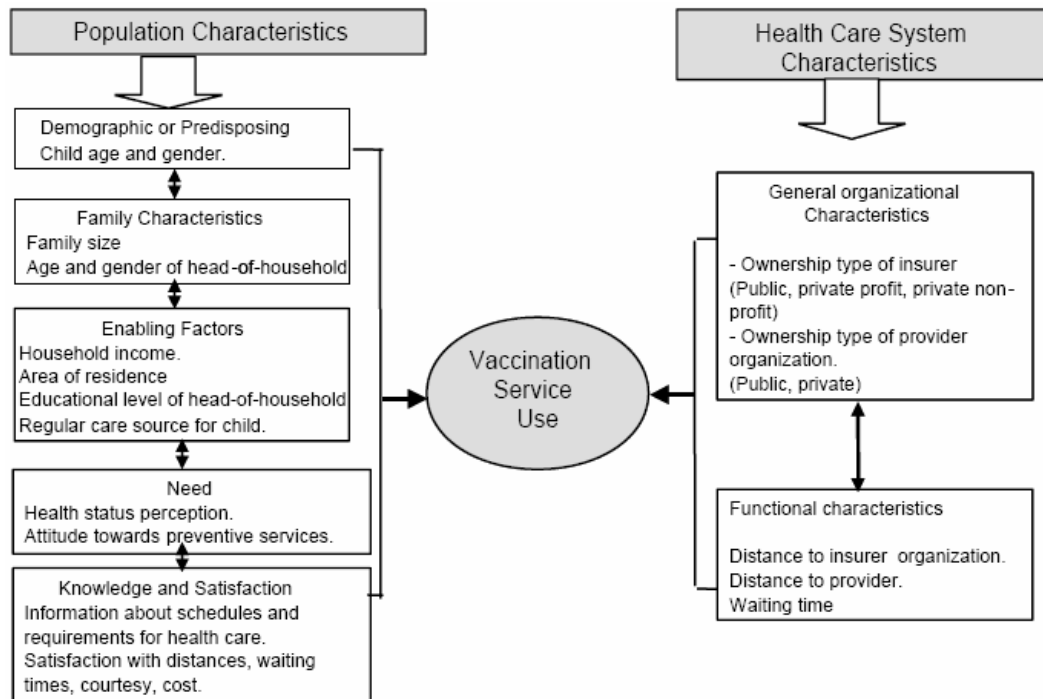 Population Characteristics
Demographic or Predisposing
Child age and gender.
Family Characteristics
Family size
Age and gender of head-of-household
Enabling Factors
Household income.
Area of residence
Educational level of head-of-household
Regular care source for child.
Need
Health status perception.
Attitude towards preventive services.
Knowledge and Satisfaction
Information about schedules and
requirements for health care.
Satisfaction with distances, waiting
times, courtesy, cost.
Vaccination
Service
Use
Health Care System
Characteristics
General organizational
Characteristics
- Ownership type of insurer
(Public, private profit, private non-
profit)
- Ownership type of provider
organization.
(Public, private)
Functional characteristics
Distance to insurer organization.
Distance to provider.
Waiting time